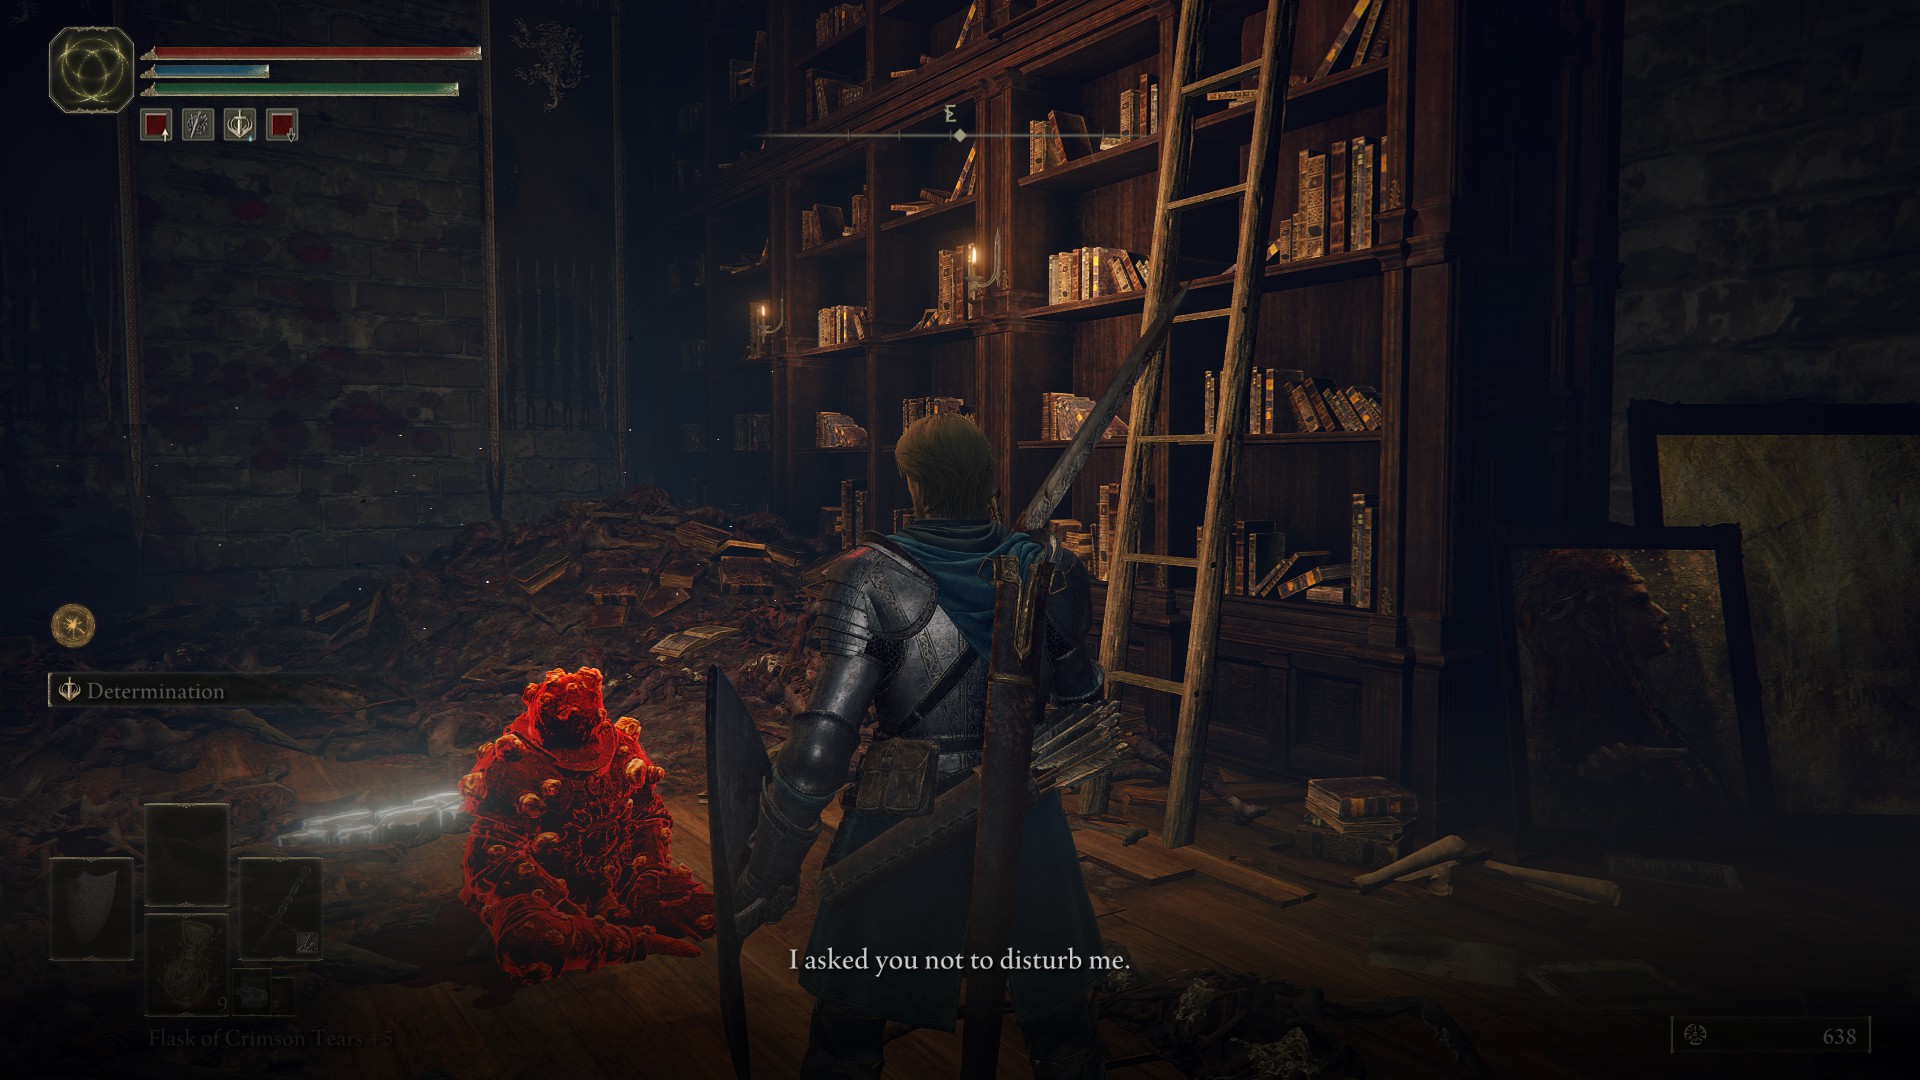 E
Determination
I asked you not to disturb me.
9
Flask of Crimson Tears +5
638